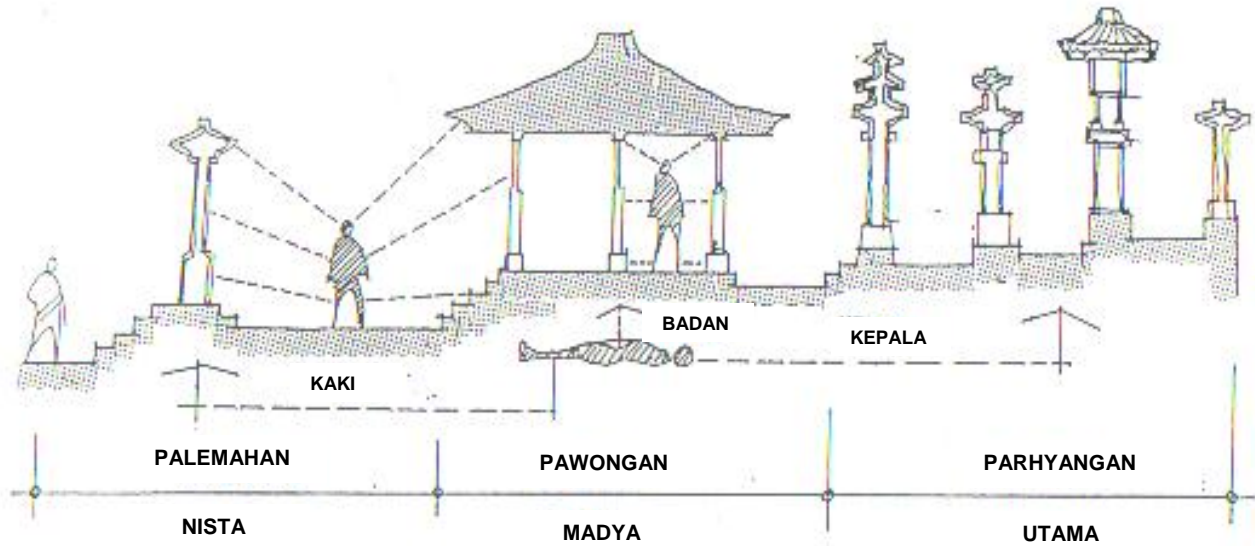 BADAN
KEPALA
KAKI
PALEMAHAN
PAWONGAN
PARHYANGAN
NISTA
MADYA
UTAMA